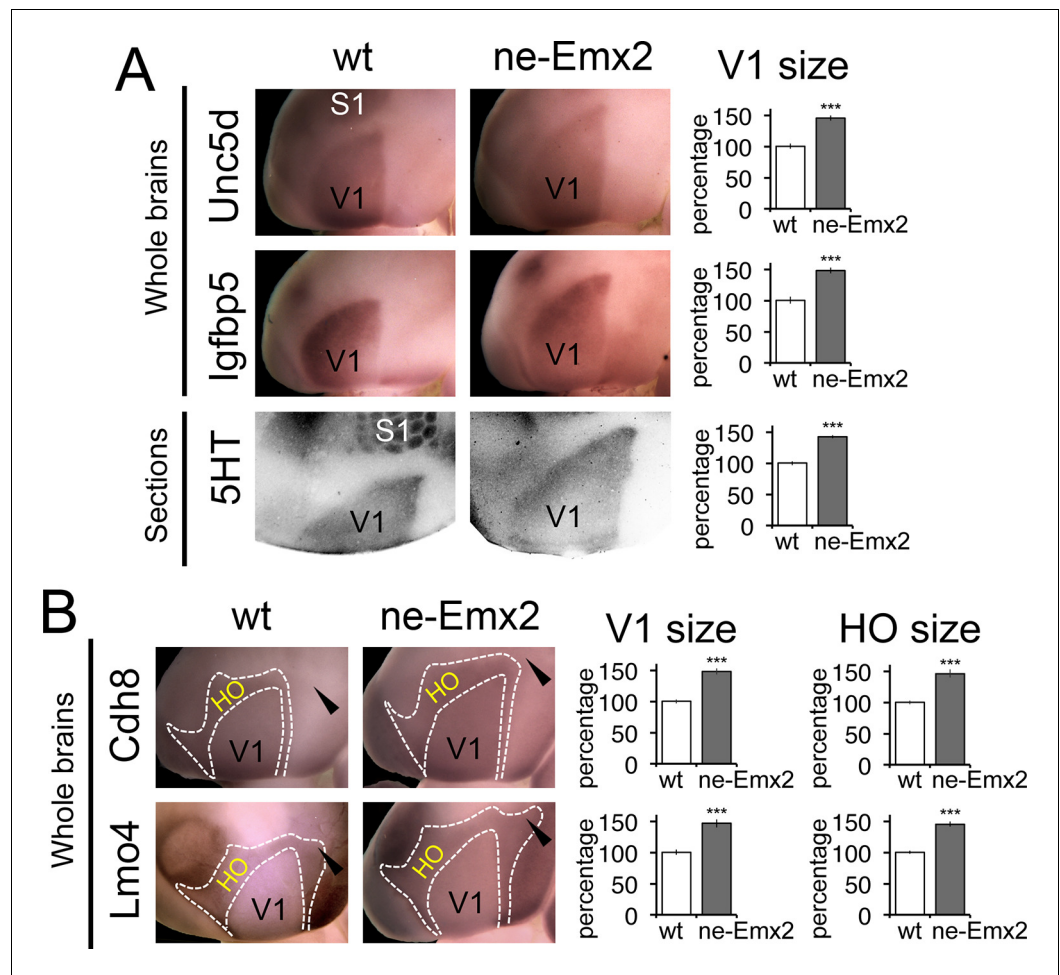 A
wt
ne-Emx2
V1 size
Whole brains
Unc5d
S1
V1
V1
percentage
150
100
50
0
***
wt ne-Emx2
Igfbp5
V1
V1
percentage
150
100
50
0
***
wt ne-Emx2
Sections
5HT
S1
V1
V1
percentage
150
100
50
0
***
wt ne-Emx2
B
wt
ne-Emx2
V1 size
HO size
Whole brains
Cdh8
HO
V1
HO
V1
percentage
150
100
50
0
***
wt ne-Emx2
percentage
150
100
50
0
***
wt ne-Emx2
Lmo4
HO
V1
HO
V1
percentage
150
100
50
0
***
wt ne-Emx2
percentage
150
100
50
0
***
wt ne-Emx2